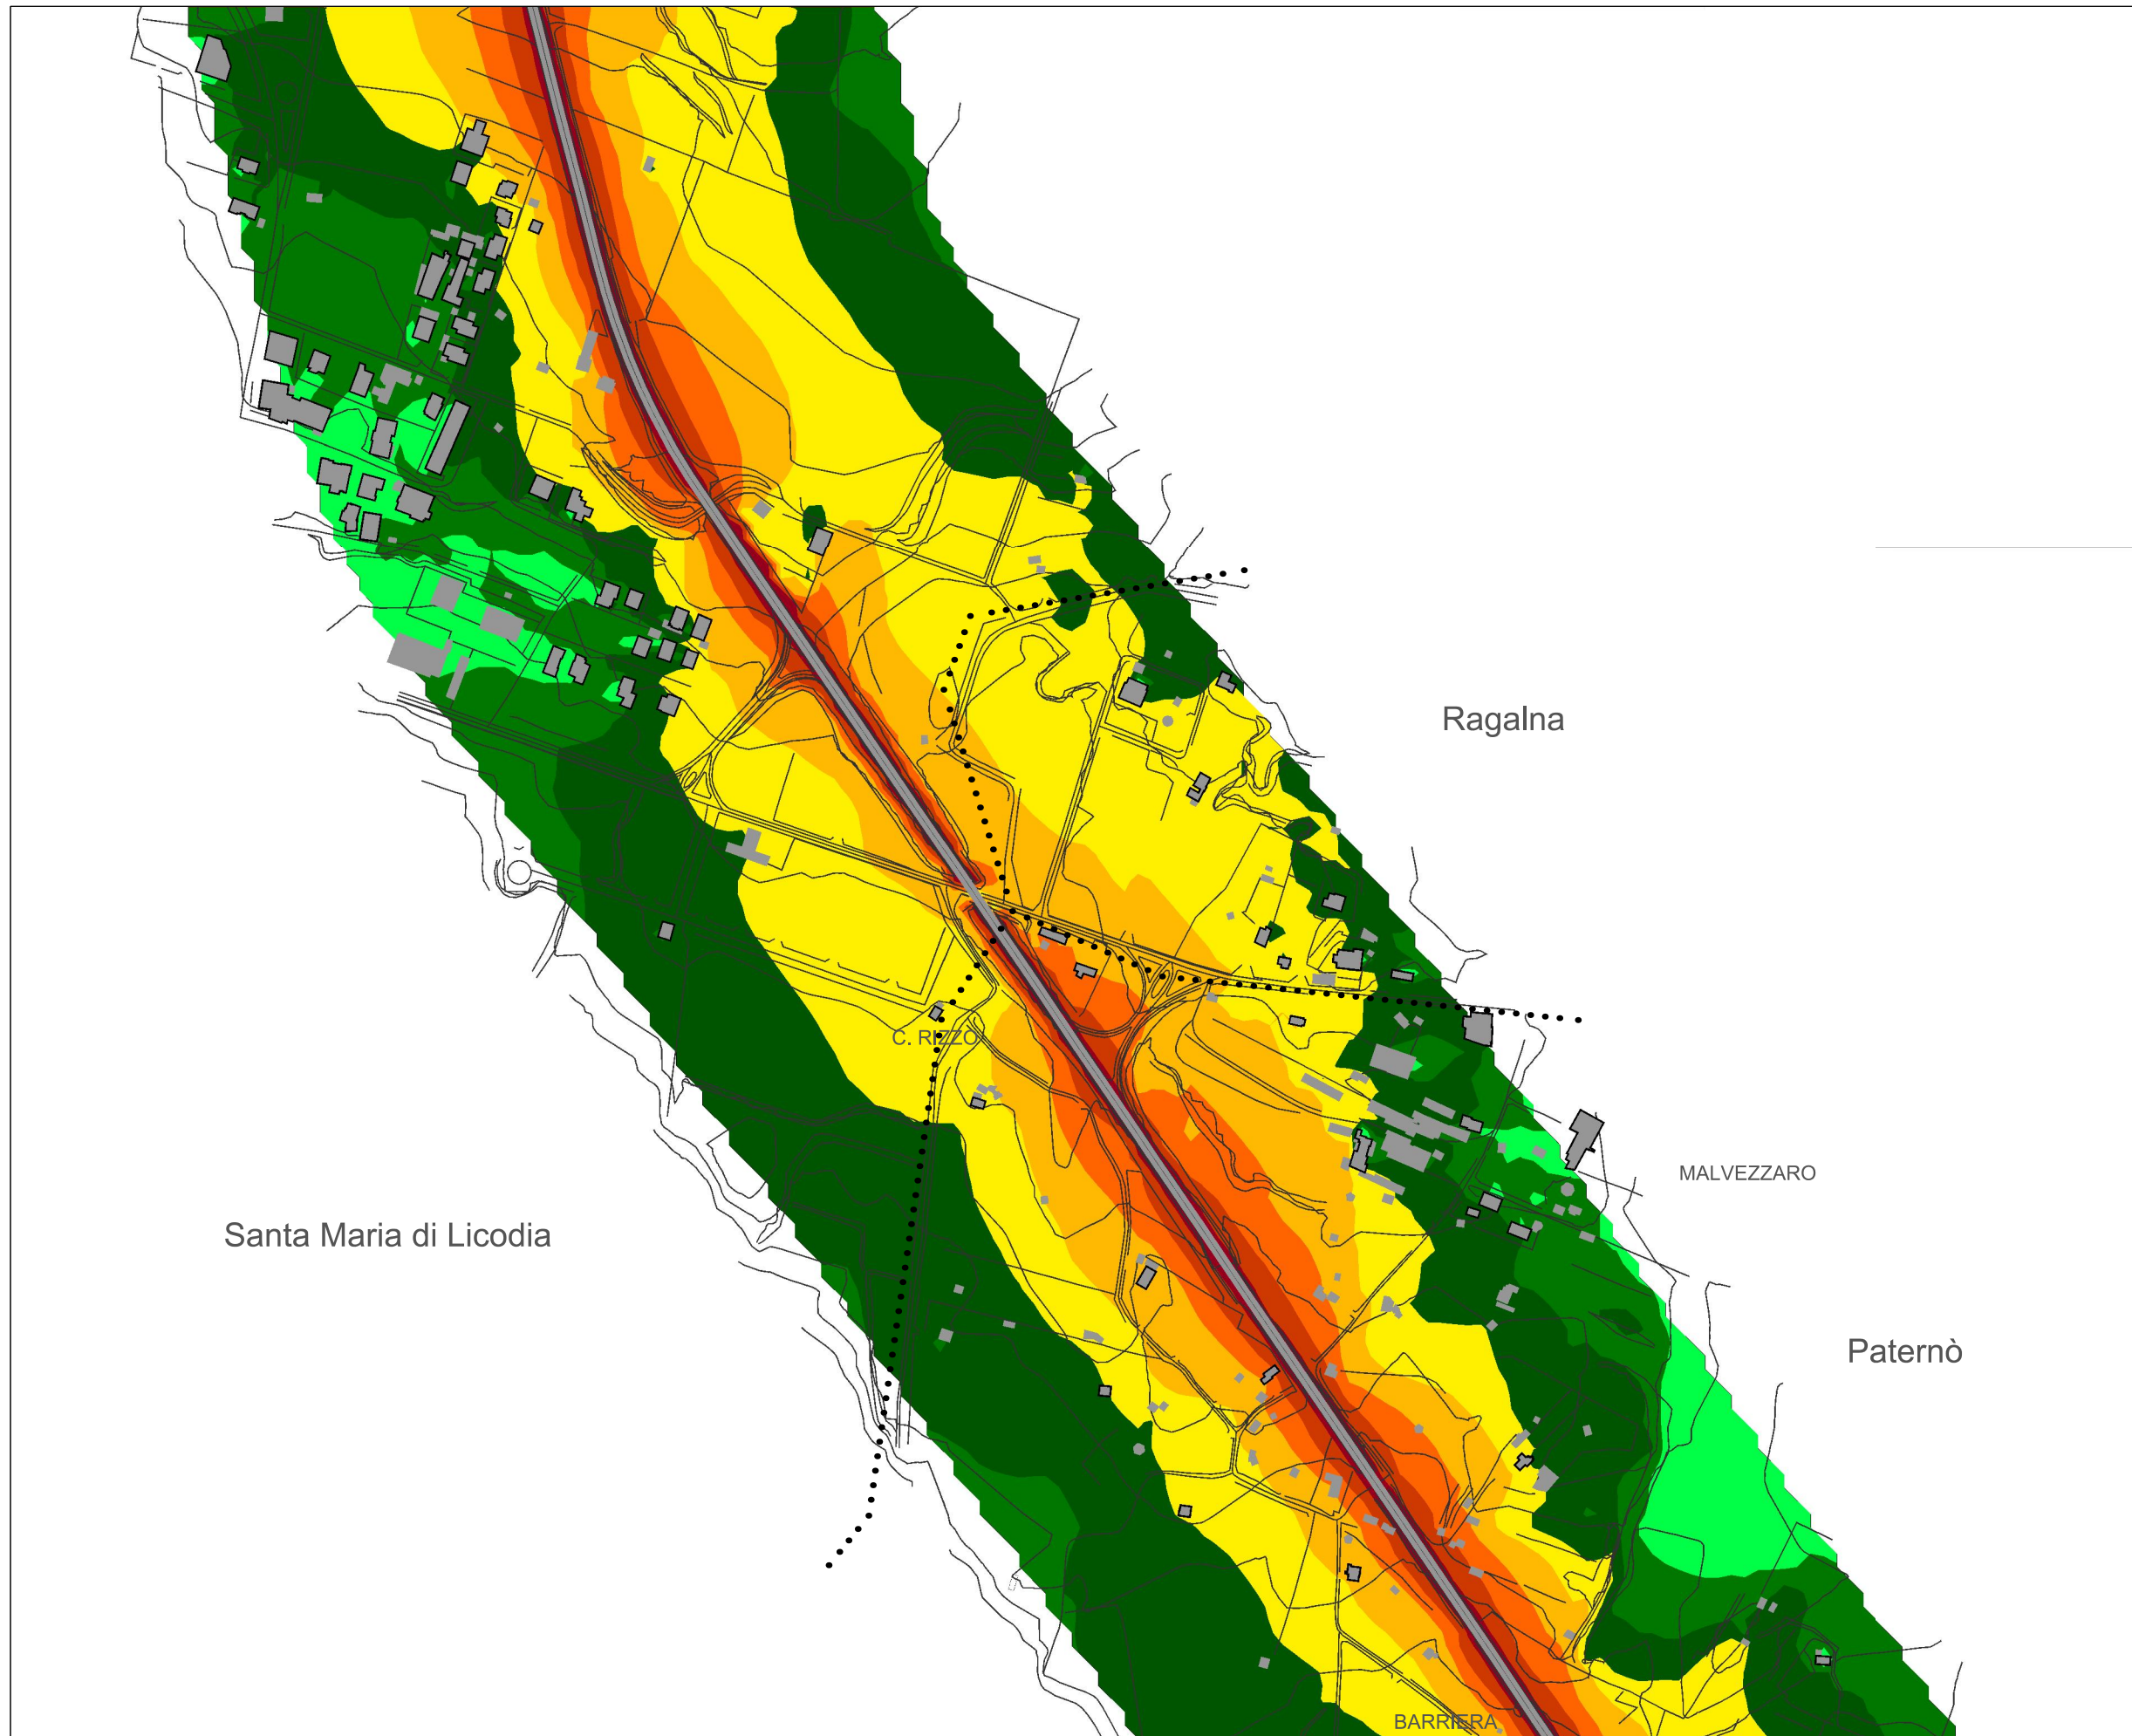 Ragalna
C. RIZZO
MALVEZZARO
Santa Maria di Licodia
Paternò
BARRIERA